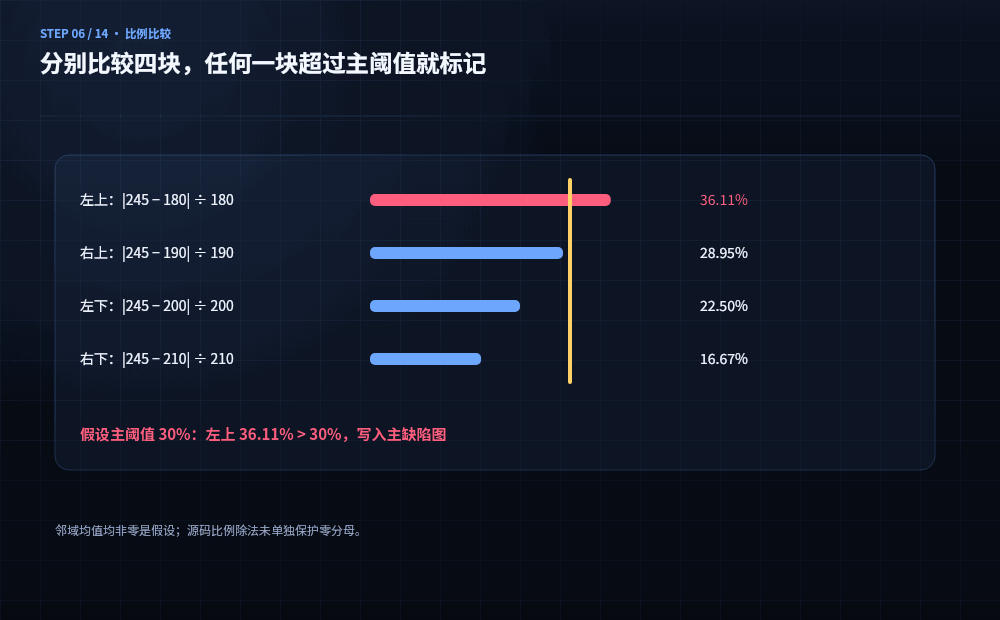 STEP 06 / 14 · 比例比较
分别比较四块，任何一块超过主阈值就标记
左上：|245 − 180| ÷ 180 36.11%
右上：|245 − 190| ÷ 190 28.95%
左下：|245 − 200| ÷ 200 22.50%
右下：|245 − 210| ÷ 210 16.67%
假设主阈值 30%：左上 36.11% > 30%，写入主缺陷图
邻域均值均非零是假设；源码比例除法未单独保护零分母。